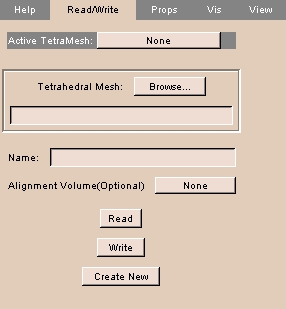 Help Read/Write Props Vis View
Active TetraMesh: None
Tetrahedral Mesh: Browse...
Name:
Alignment Volume(Optional) None
Read
Write
Create New